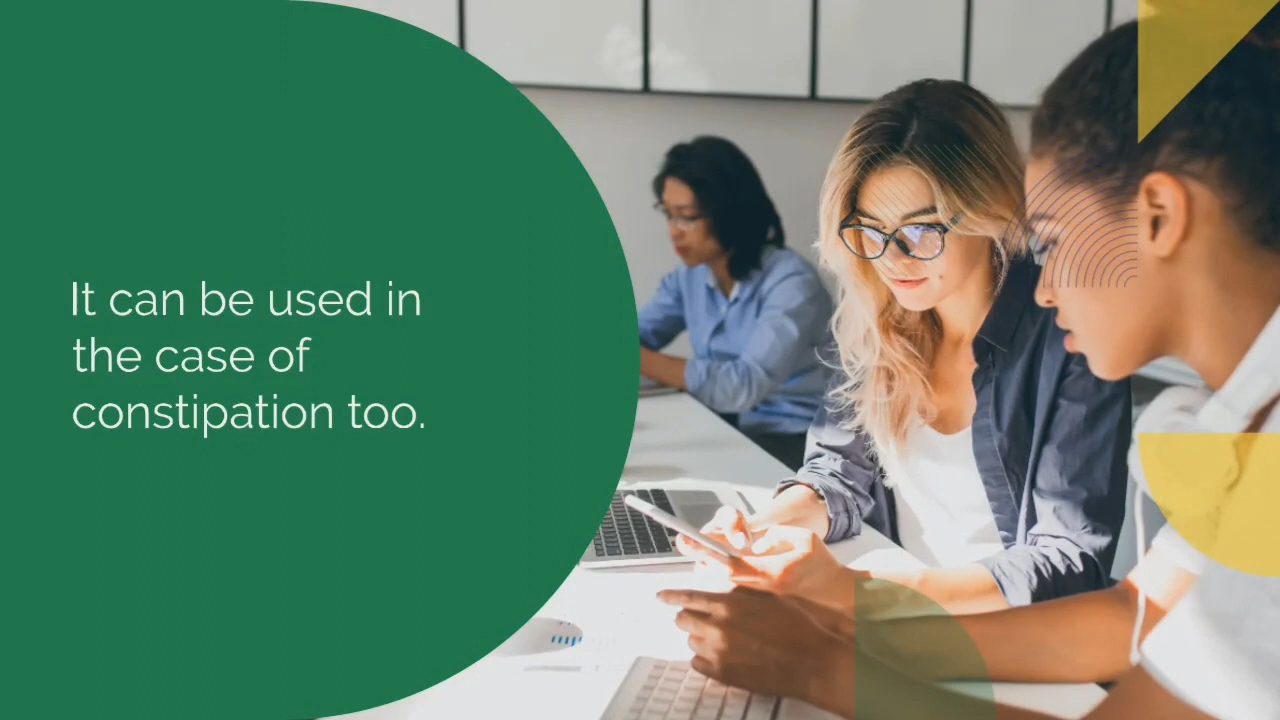 It can be used in
the case of
constipation too.